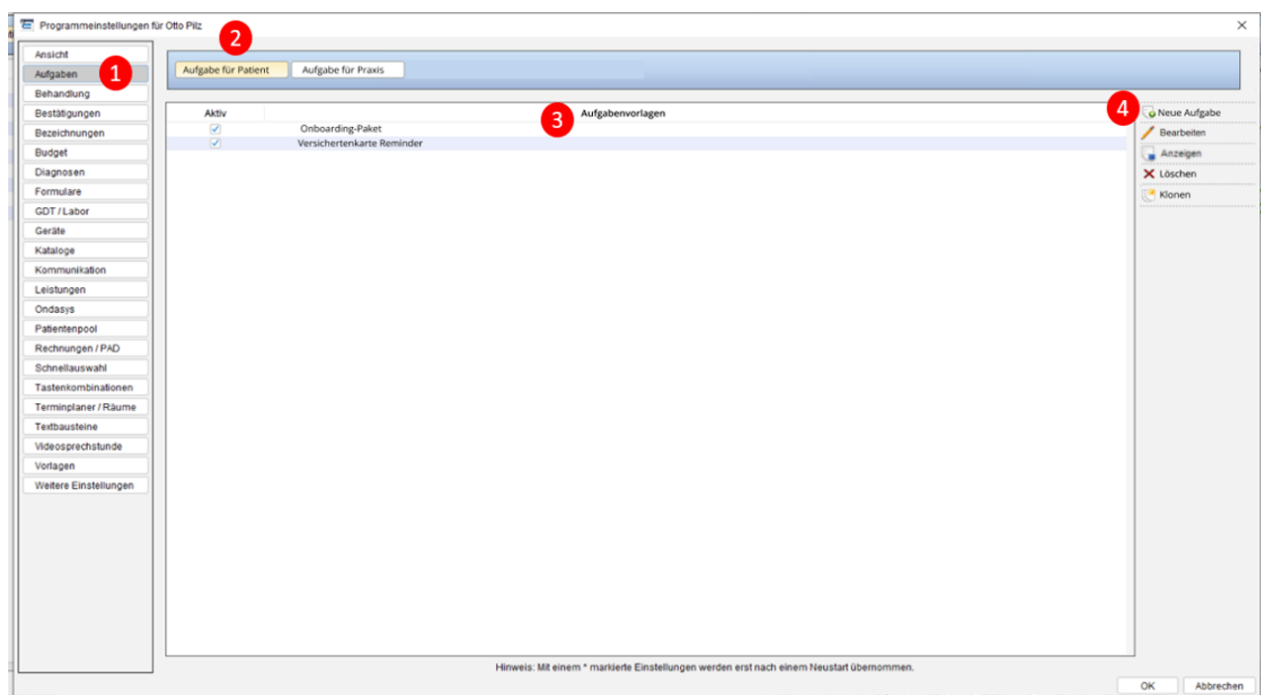 Programmeinstellungen für Otto Pilz
2
Ansicht
Aufgaben
1
Behandlung
Bestätigungen
Bezeichnungen
Budget
Diagnosen
Formulare
GDT / Labor
Geräte
Kataloge
Kommunikation
Leistungen
Ondasys
Patientenpool
Rechnungen / PAD
Schnellauswahl
Tastenkombinationen
Terminplaner / Räume
Textbausteine
Videosprechstunde
Vorlagen
Weitere Einstellungen
Aufgabe für Patient
Aufgabe für Praxis
Aktiv
3
Aufgabenvorlagen
Onboarding-Paket
Versichertenkarte Reminder
4
Neue Aufgabe
Bearbeiten
Anzeigen
Löschen
Klonen
Hinweis: Mit einem * markierte Einstellungen werden erst nach einem Neustart übernommen.
OK
Abbrechen